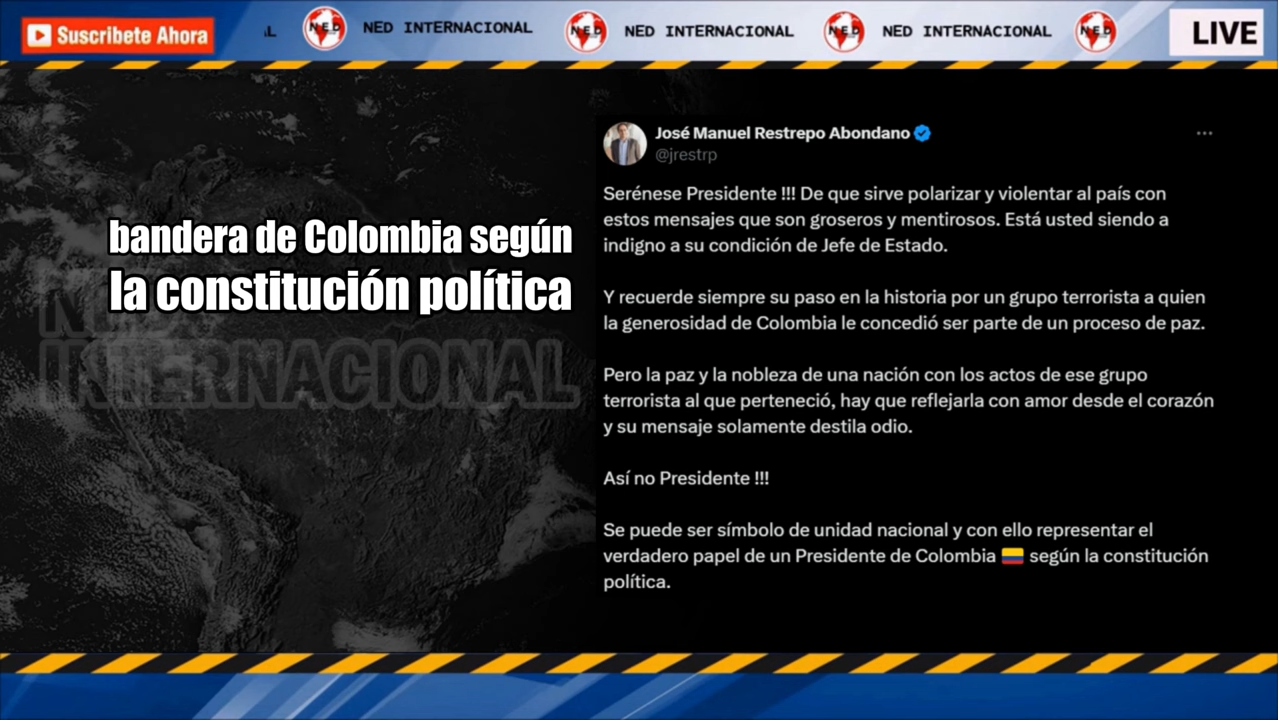 Suscribete Ahora
.L
NED
NED INTERNACIONAL
NED
NED INTERNACIONAL
NED
NED INTERNACIONAL
NED
LIVE
bandera de Colombia según
la constitución política
NED
INTERNACIONAL
José Manuel Restrepo Abondano
@jrestrp
Serénese Presidente !!! De que sirve polarizar y violentar al país con
estos mensajes que son groseros y mentirosos. Está usted siendo a
indigno a su condición de Jefe de Estado.
Y recuerde siempre su paso en la historia por un grupo terrorista a quien
la generosidad de Colombia le concedió ser parte de un proceso de paz.
Pero la paz y la nobleza de una nación con los actos de ese grupo
terrorista al que perteneció, hay que reflejarla con amor desde el corazón
y su mensaje solamente destila odio.
Así no Presidente !!!
Se puede ser símbolo de unidad nacional y con ello representar el
verdadero papel de un Presidente de Colombia 🇨🇴 según la constitución
política.